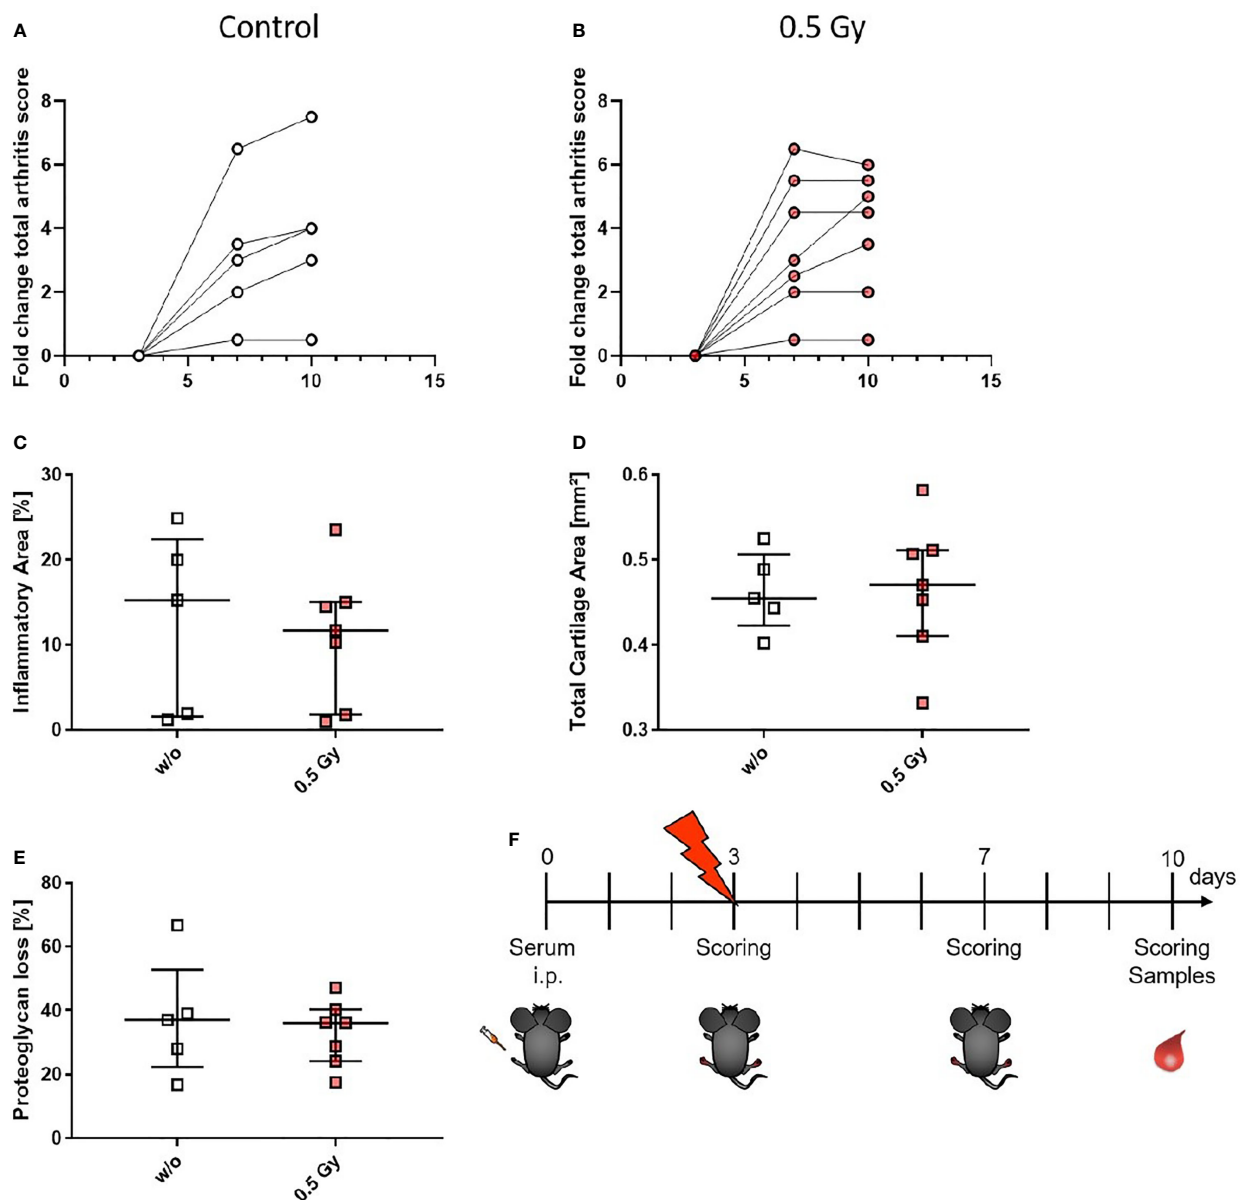 A
Control
Fold change total arthritis score
8
6
4
2
0
0
5
10
15
B
0.5 Gy
Fold change total arthritis score
8
6
4
2
0
0
5
10
15
C
Inflammatory Area [%]
30
20
10
0
w/o
0.5 Gy
D
Total Cartilage Area [mm²]
0.6
0.5
0.4
0.3
w/o
0.5 Gy
E
Proteoglycan loss [%]
80
60
40
20
0
w/o
0.5 Gy
F
0
3
7
10
days
Serum
i.p.
Scoring
Scoring
Scoring
Samples